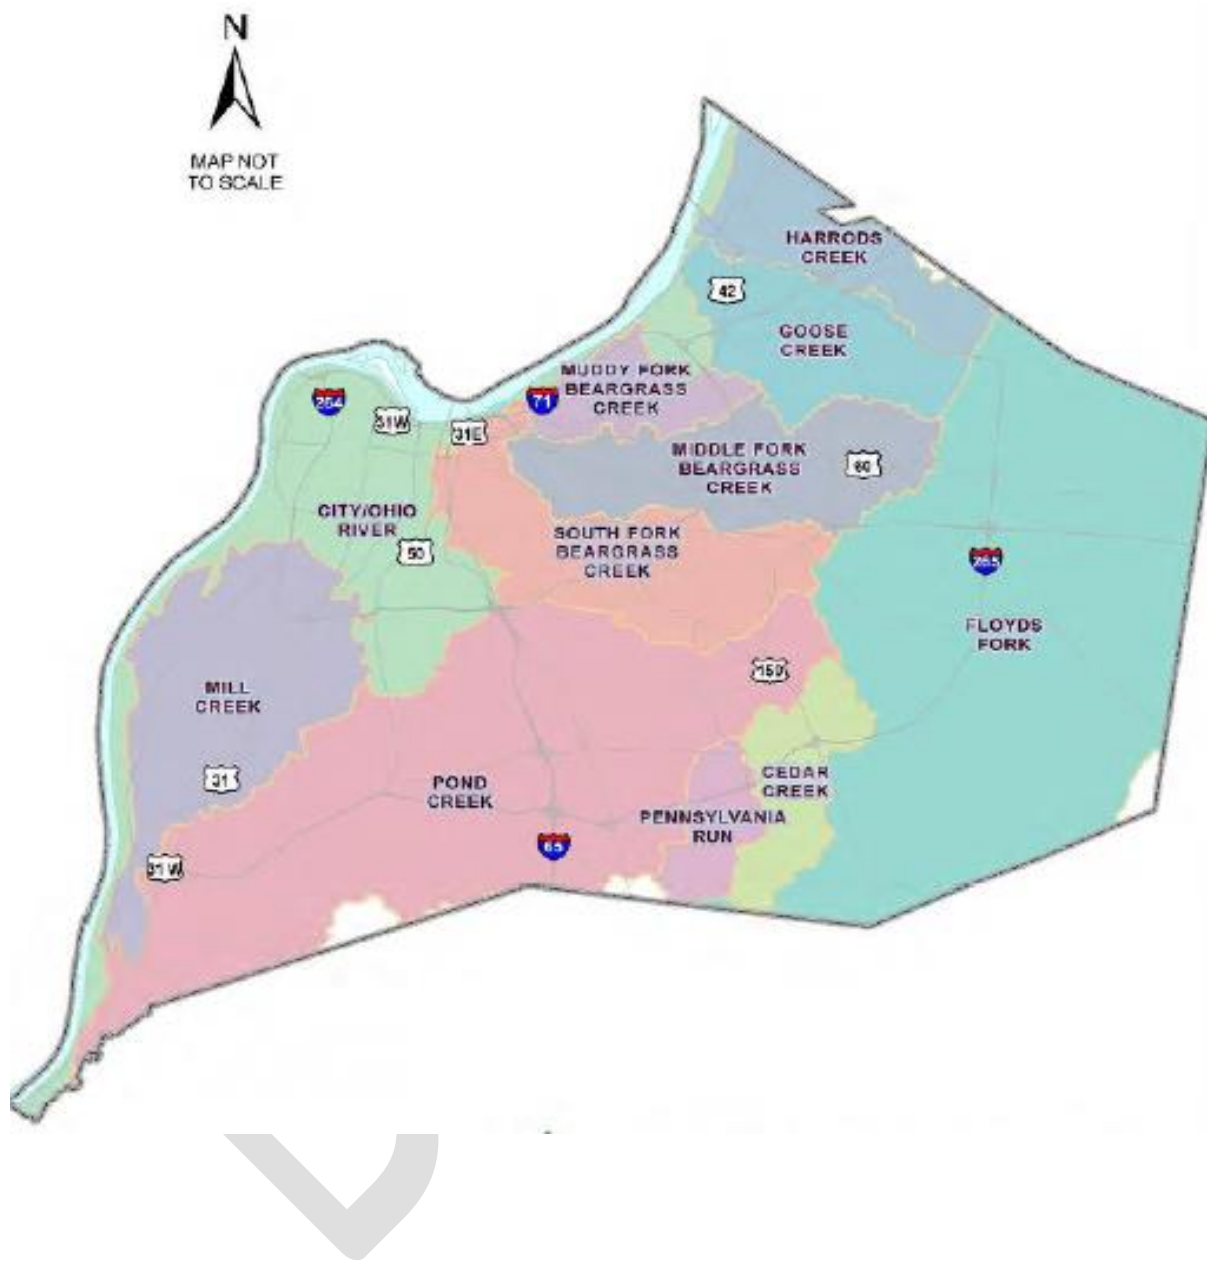 N
MAP NOT
TO SCALE
HARRODS
CREEK
42
GOOSE
CREEK
MUDDY FORK
BEARGRASS
CREEK
264
71
31W
31E
MIDDLE FORK
BEARGRASS
CREEK
60
CITY/OHIO
RIVER
SOUTH FORK
BEARGRASS
CREEK
50
265
FLOYDS
FORK
150
MILL
CREEK
31
POND
CREEK
CEDAR
CREEK
PENNSYLVANIA
RUN
65
31W